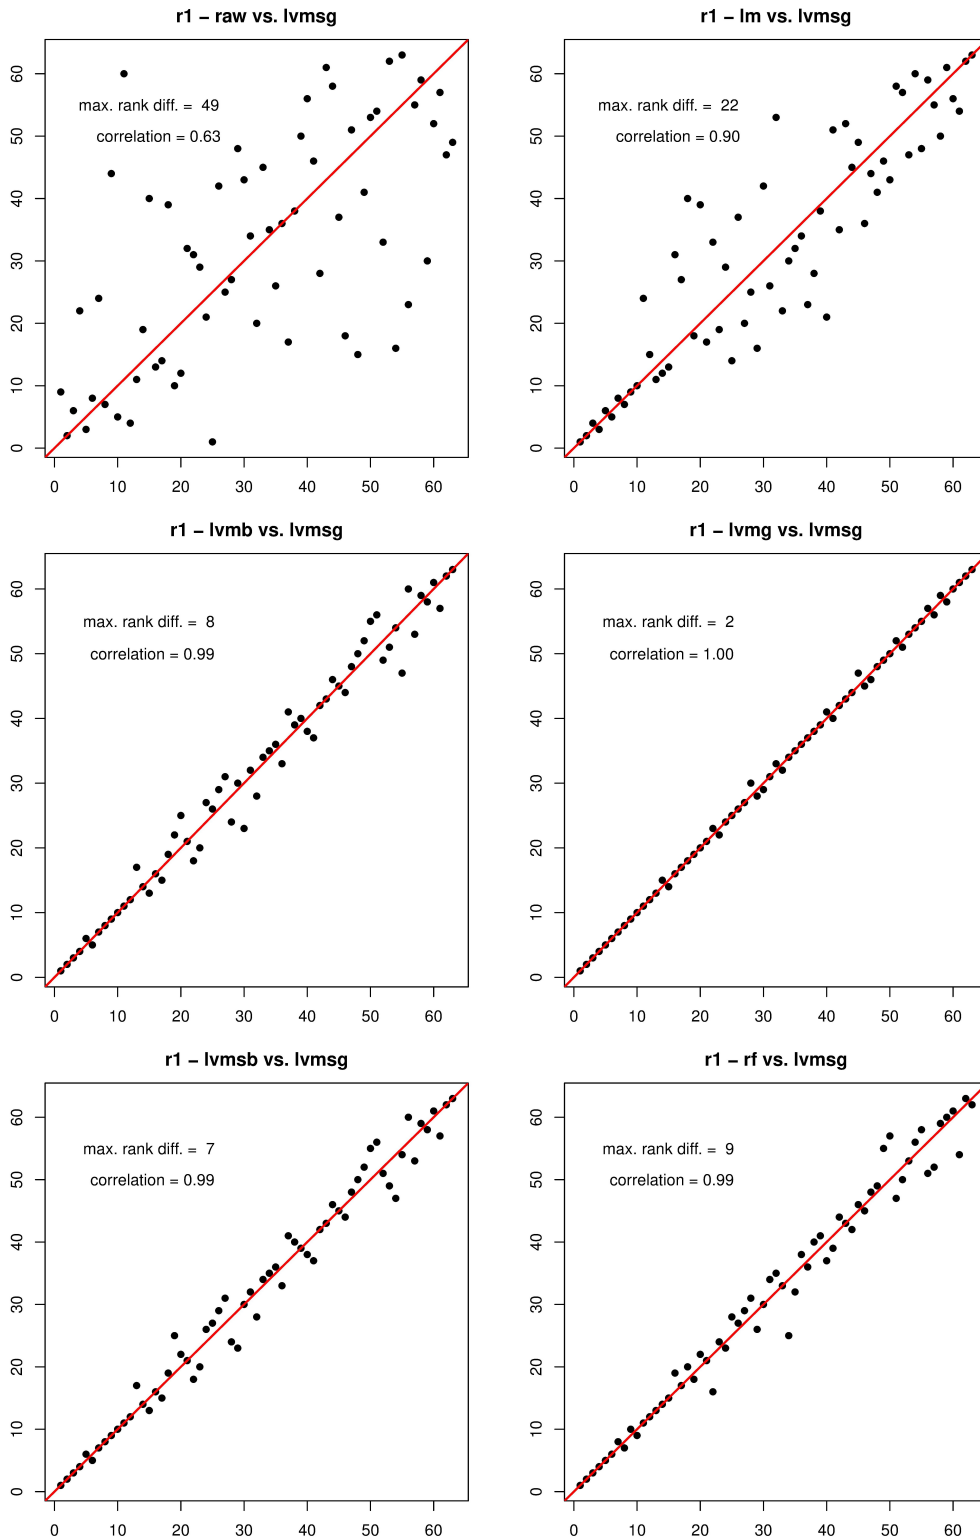 r1 – raw vs. lvmsg
max. rank diff. = 49
correlation = 0.63
0 10 20 30 40 50 60
0 10 20 30 40 50 60
r1 – lm vs. lvmsg
max. rank diff. = 22
correlation = 0.90
0 10 20 30 40 50 60
0 10 20 30 40 50 60
r1 – lvmb vs. lvmsg
max. rank diff. = 8
correlation = 0.99
0 10 20 30 40 50 60
0 10 20 30 40 50 60
r1 – lvmg vs. lvmsg
max. rank diff. = 2
correlation = 1.00
0 10 20 30 40 50 60
0 10 20 30 40 50 60
r1 – lvmsb vs. lvmsg
max. rank diff. = 7
correlation = 0.99
0 10 20 30 40 50 60
0 10 20 30 40 50 60
r1 – rf vs. lvmsg
max. rank diff. = 9
correlation = 0.99
0 10 20 30 40 50 60
0 10 20 30 40 50 60